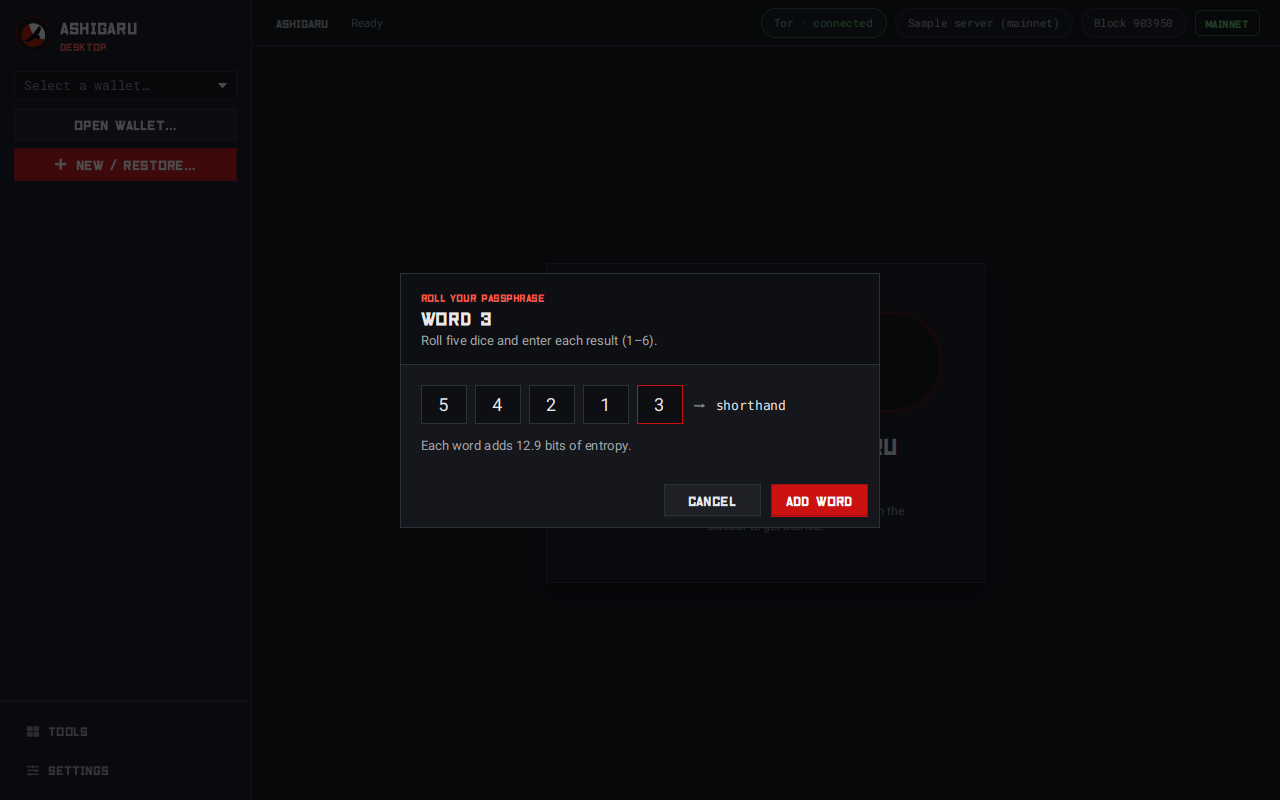 ASHIGARU
DESKTOP
Select a wallet…
OPEN WALLET...
+ NEW / RESTORE...
TOOLS
SETTINGS
ASHIGARU Ready
Tor · connected
Sample server (mainnet)
Block 903950
MAINNET
ROLL YOUR PASSPHRASE
WORD 3
Roll five dice and enter each result (1–6).
5 4 2 1 3 → shorthand
Each word adds 12.9 bits of entropy.
CANCEL
ADD WORD
the